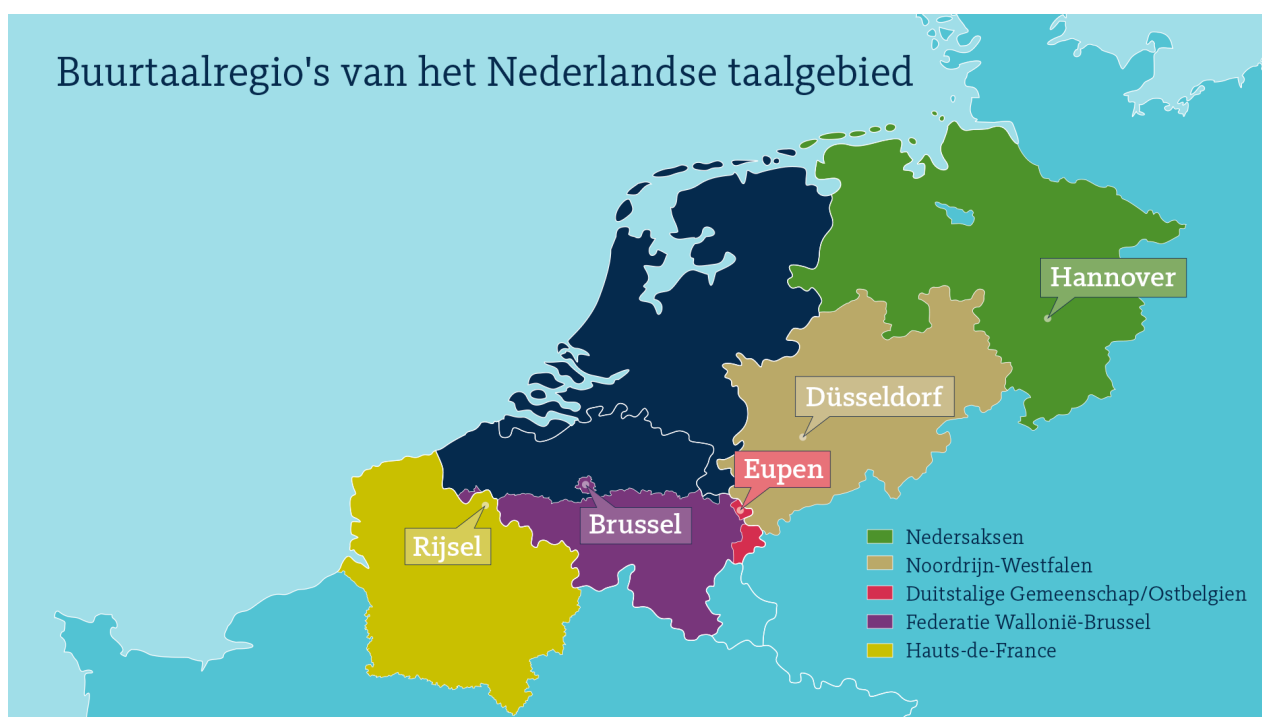 Buurtaalregio's van het Nederlandse taalgebied
Hannover
Düsseldorf
Eupen
Brussel
Rijsel
Nedersaksen
Noordrijn-Westfalen
Duitstalige Gemeenschap/Ostbelgien
Federatie Wallonië-Brussel
Hauts-de-France